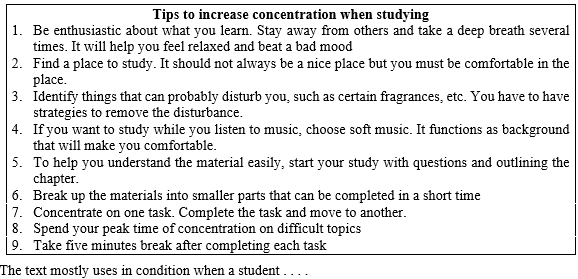 Tips to increase concentration when studying
1. Be enthusiastic about what you learn. Stay away from others and take a deep breath several
times. It will help you feel relaxed and beat a bad mood
2. Find a place to study. It should not always be a nice place but you must be comfortable in the
place.
3. Identify things that can probably disturb you, such as certain fragrances, etc. You have to have
strategies to remove the disturbance.
4. If you want to study while you listen to music, choose soft music. It functions as background
that will make you comfortable.
5. To help you understand the material easily, start your study with questions and outlining the
chapter.
6. Break up the materials into smaller parts that can be completed in a short time
7. Concentrate on one task. Complete the task and move to another.
8. Spend your peak time of concentration on difficult topics
9. Take five minutes break after completing each task
The text mostly uses in condition when a student . . . .